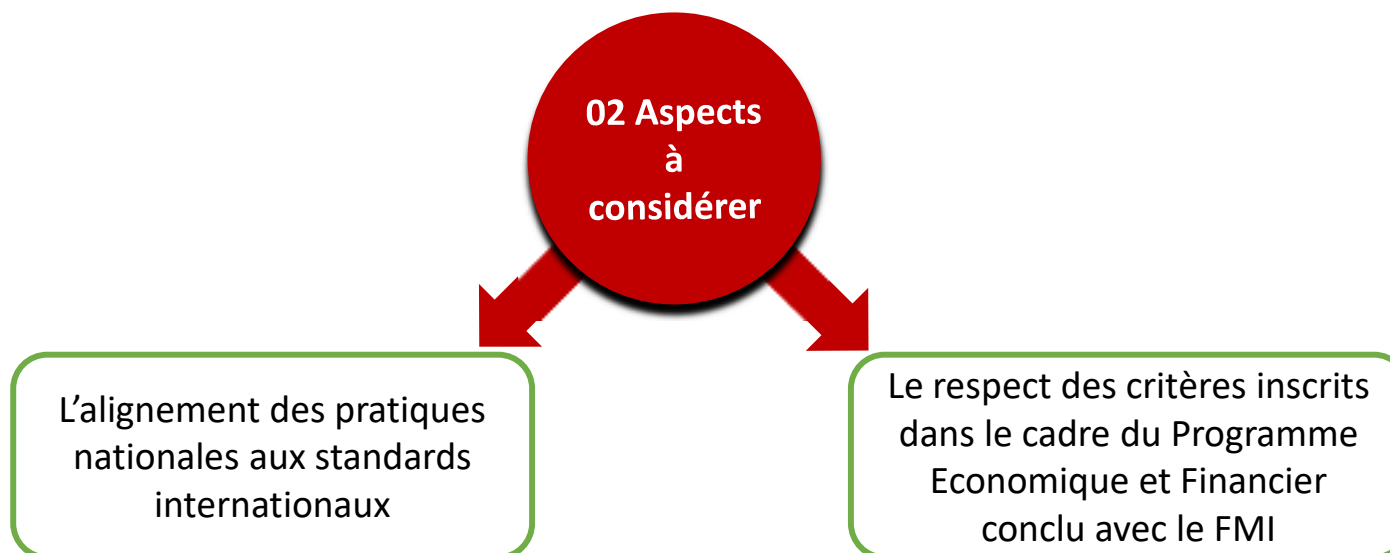 02 Aspects
à
considérer
L’alignement des pratiques
nationales aux standards
internationaux
Le respect des critères inscrits
dans le cadre du Programme
Economique et Financier
conclu avec le FMI